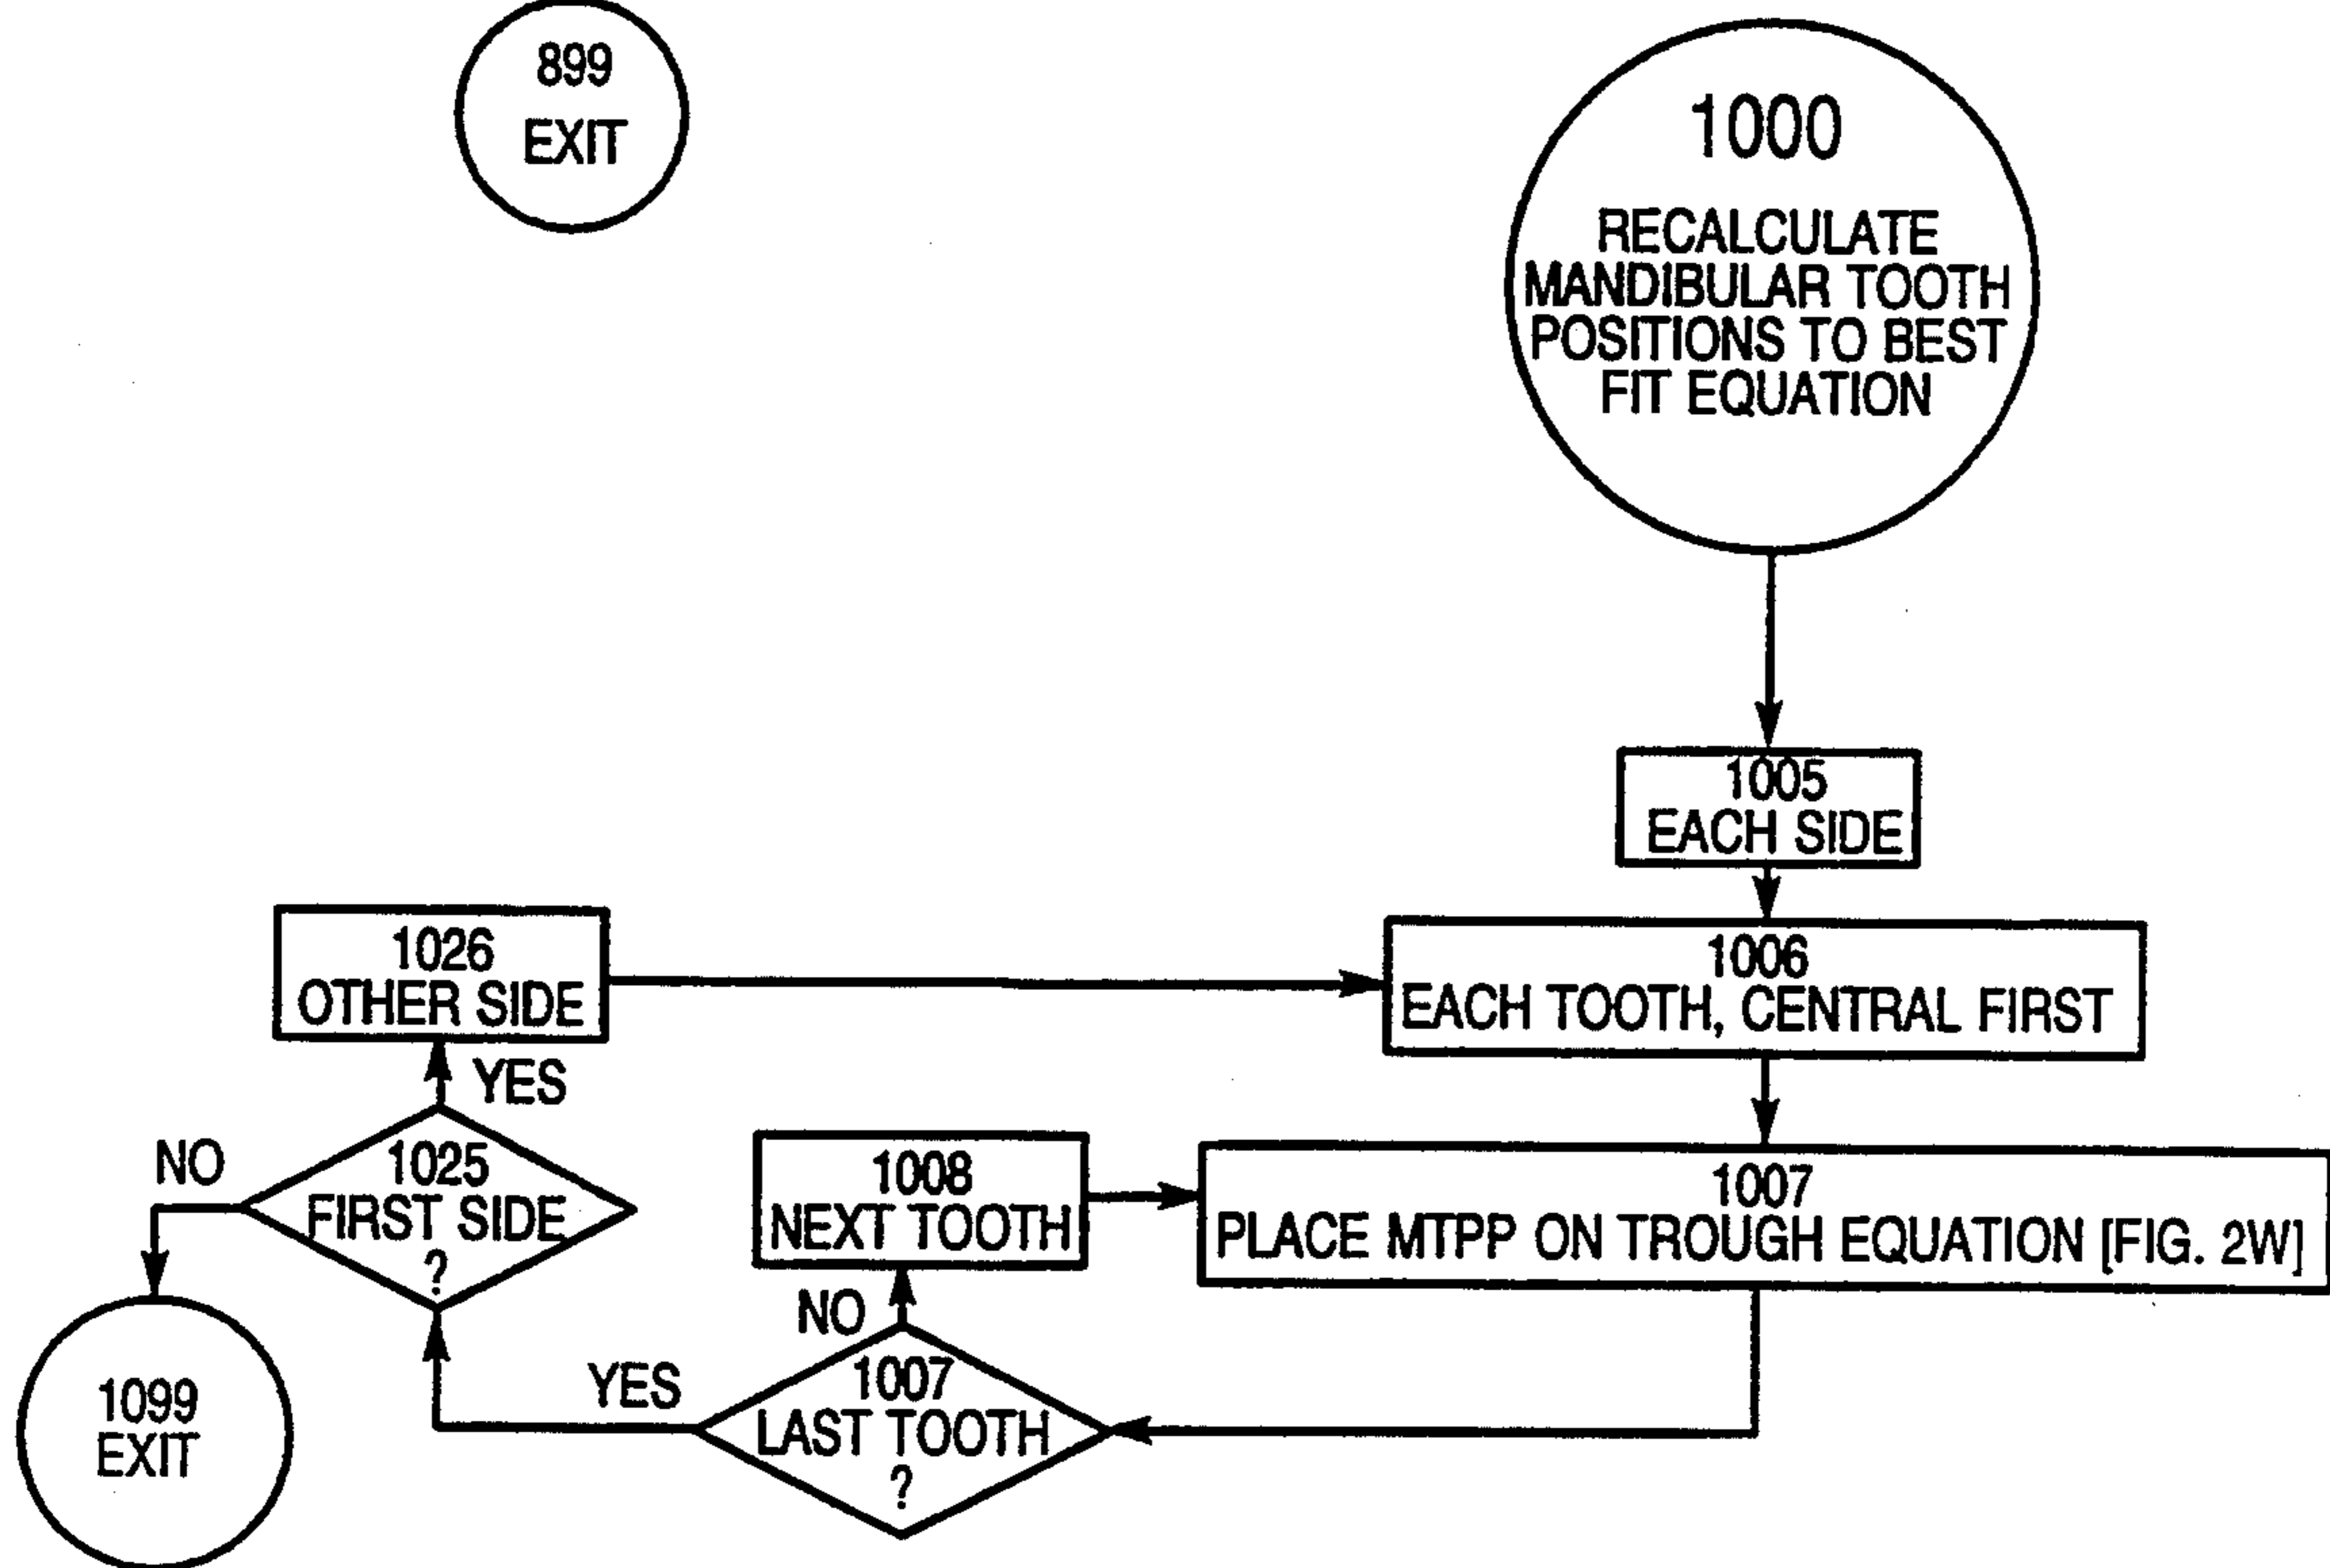 899
EXIT
1000
RECALCULATE
MANDIBULAR TOOTH
POSITIONS TO BEST
FIT EQUATION
1005
EACH SIDE
1026
OTHER SIDE
1006
EACH TOOTH, CENTRAL FIRST
YES
NO
1025
FIRST SIDE
?
1008
NEXT TOOTH
1007
PLACE MTPP ON TROUGH EQUATION [FIG. 2W]
NO
YES
1007
LAST TOOTH
?
1099
EXIT